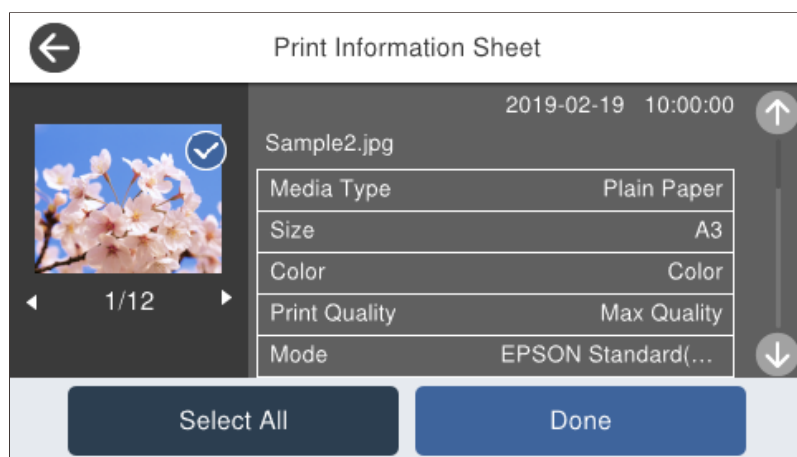 Print Information Sheet
2019-02-19 10:00:00
Sample2.jpg
Media Type Plain Paper
Size A3
Color Color
Print Quality Max Quality
Mode EPSON Standard(...
1/12
Select All Done